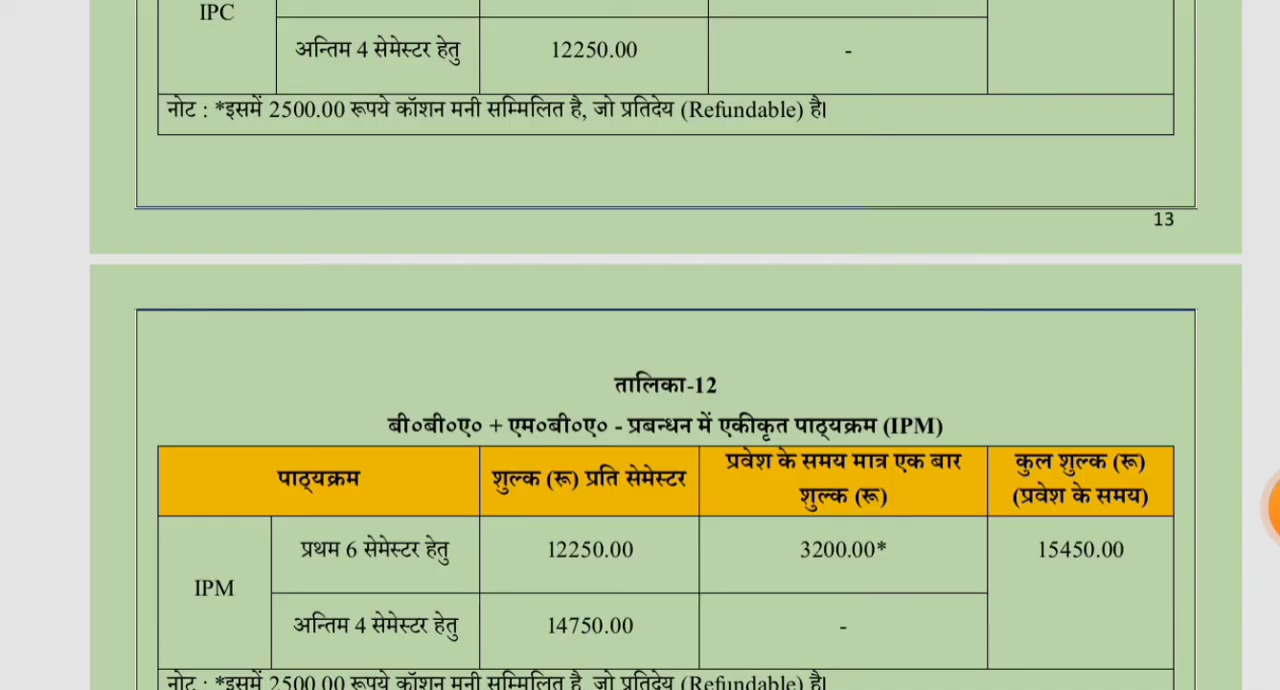 IPC
अन्तिम 4 सेमेस्टर हेतु 12250.00 -
नोट : *इसमें 2500.00 रूपये कॉशन मनी सम्मिलित है, जो प्रतिदेय (Refundable) है।
13
तालिका-12
बी०बी०ए० + एम०बी०ए० - प्रबन्धन में एकीकृत पाठ्यक्रम (IPM)
पाठ्यक्रम शुल्क (रू) प्रति सेमेस्टर प्रवेश के समय मात्र एक बार शुल्क (रू) कुल शुल्क (रू) (प्रवेश के समय)
IPM
प्रथम 6 सेमेस्टर हेतु 12250.00 3200.00* 15450.00
अन्तिम 4 सेमेस्टर हेतु 14750.00 -
नोट : *इसमें 2500.00 रूपये कॉशन मनी सम्मिलित है, जो प्रतिदेय (Refundable) है।